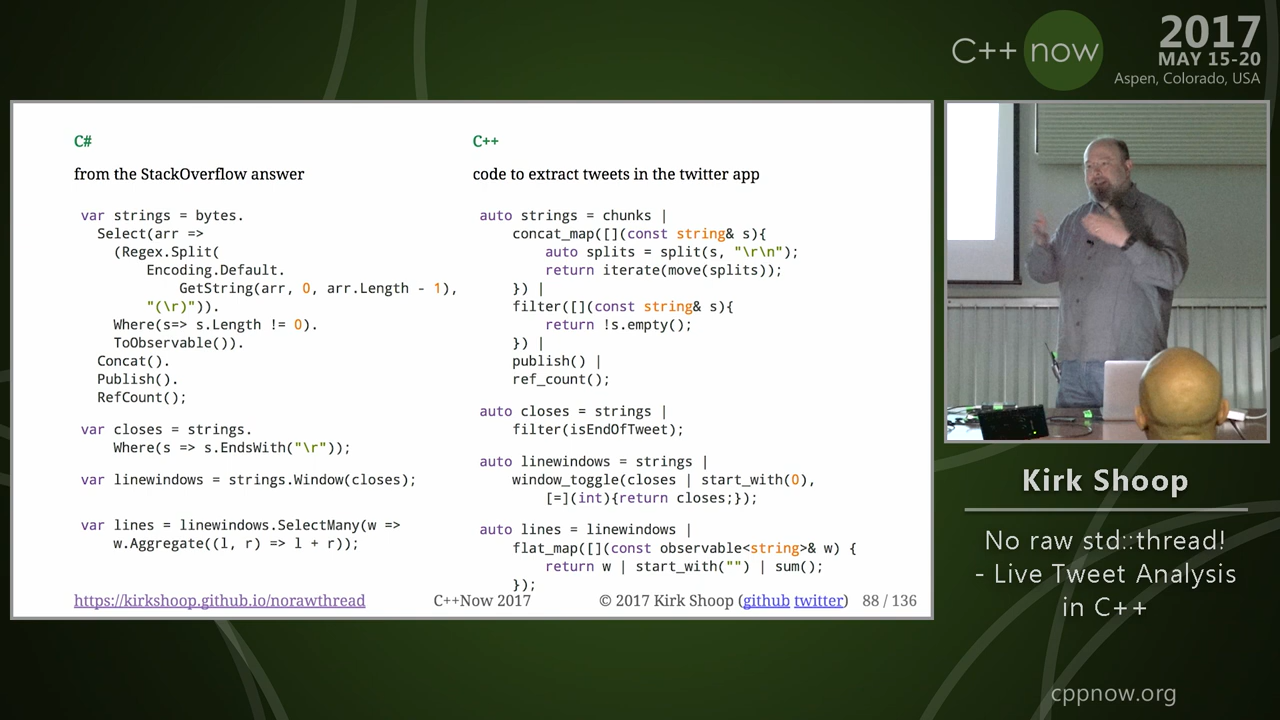 C++ now
2017
MAY 15-20
Aspen, Colorado, USA
C#
from the StackOverflow answer
var strings = bytes.
Select(arr =>
(Regex.Split(
Encoding.Default.
GetString(arr, 0, arr.Length - 1),
"(\r)")).
Where(s=> s.Length != 0).
ToObservable()).
Concat().
Publish().
RefCount();
var closes = strings.
Where(s => s.EndsWith("\r"));
var linewindows = strings.Window(closes);
var lines = linewindows.SelectMany(w =>
w.Aggregate((l, r) => l + r));
C++
code to extract tweets in the twitter app
auto strings = chunks |
concat_map([](const string& s){
auto splits = split(s, "\r\n");
return iterate(move(splits));
}) |
filter([](const string& s){
return !s.empty();
}) |
publish() |
ref_count();
auto closes = strings |
filter(isEndOfTweet);
auto linewindows = strings |
window_toggle(closes | start_with(0),
[=](int){return closes;});
auto lines = linewindows |
flat_map([](const observable<string>& w) {
return w | start_with("") | sum();
});
https://kirkshoop.github.io/norawthread
C++Now 2017
© 2017 Kirk Shoop (github twitter)
88 / 136
Kirk Shoop
No raw std::thread!
- Live Tweet Analysis
in C++
cppnow.org